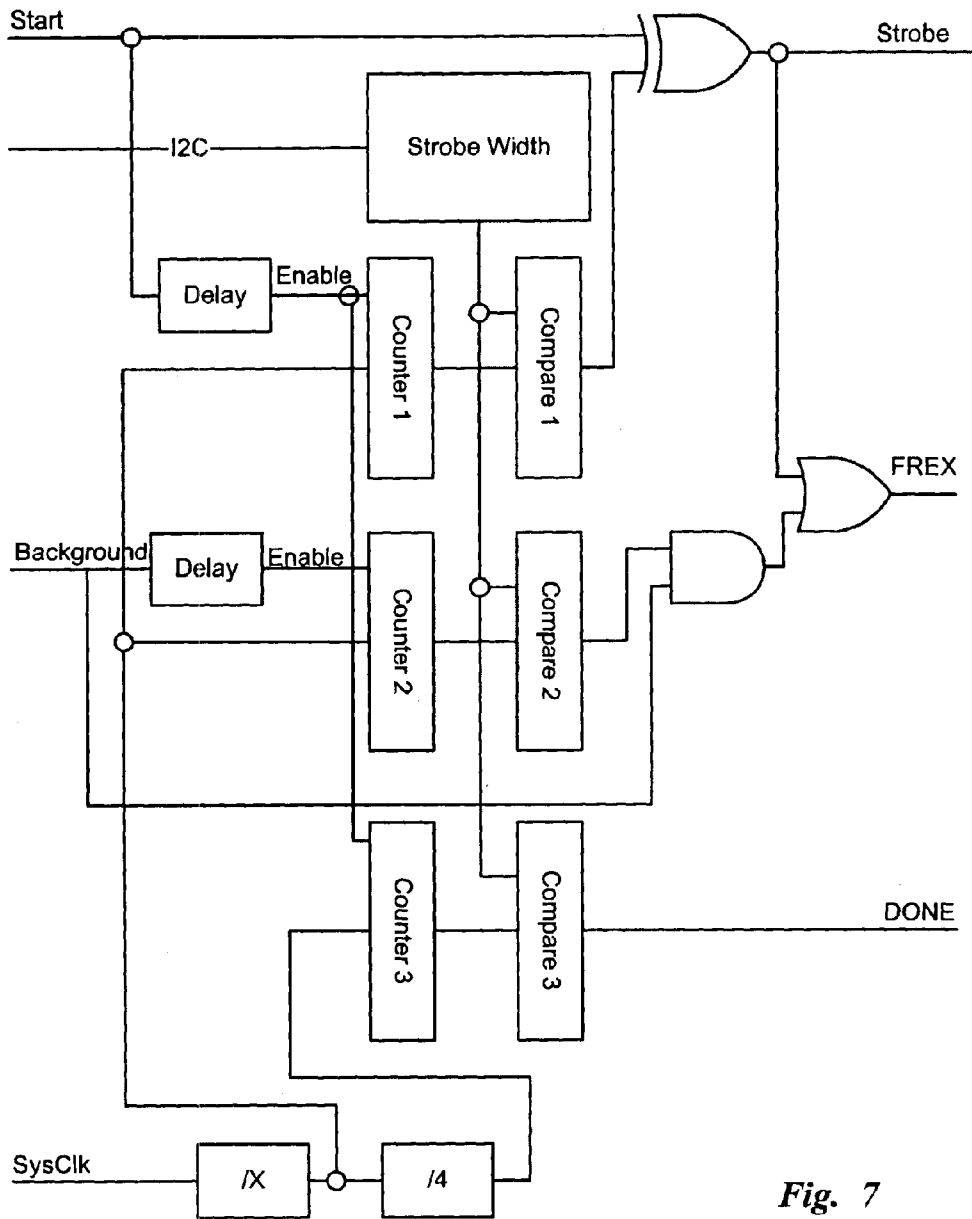 Start
Strobe
I2C
Strobe Width
Delay
Enable
Counter 1
Compare 1
FREX
Background
Delay
Enable
Counter 2
Compare 2
Counter 3
Compare 3
DONE
SysClk
/X
/4
Fig. 7